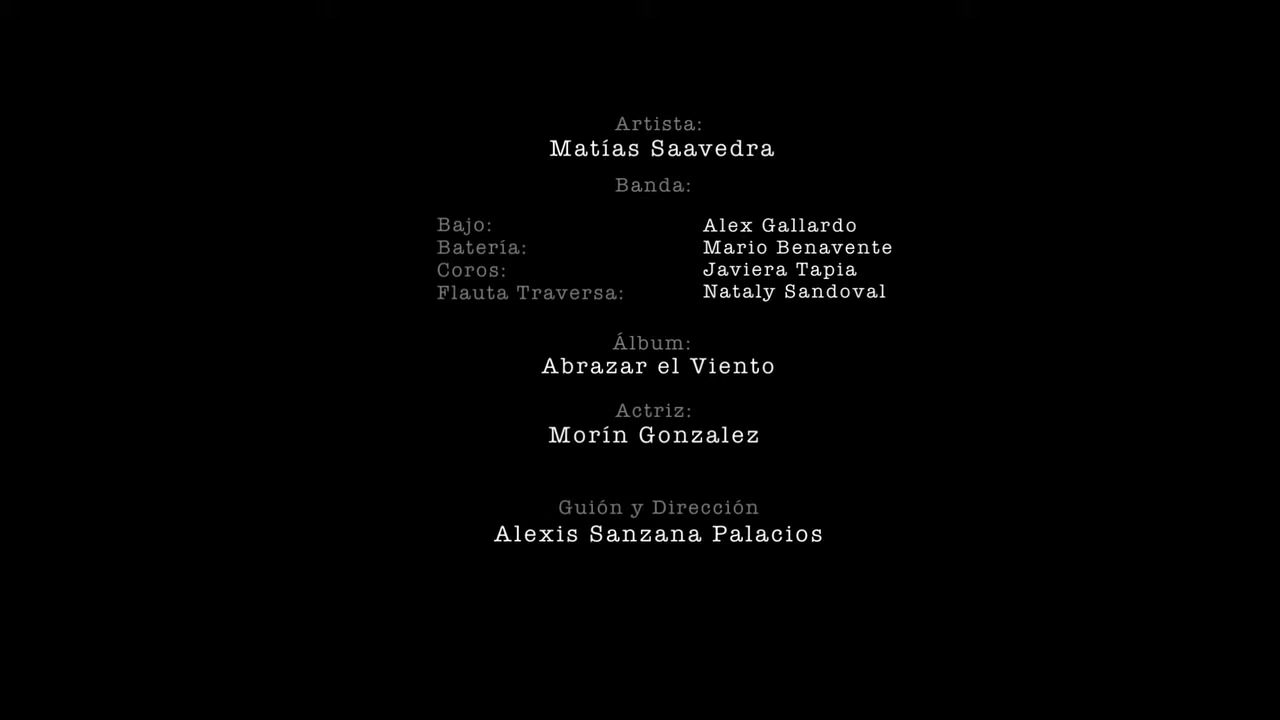 Artista:
Matías Saavedra
Banda:
Bajo: Alex Gallardo
Batería: Mario Benavente
Coros: Javiera Tapia
Flauta Traversa: Nataly Sandoval
Álbum:
Abrazar el Viento
Actriz:
Morín Gonzalez
Guión y Dirección
Alexis Sanzana Palacios